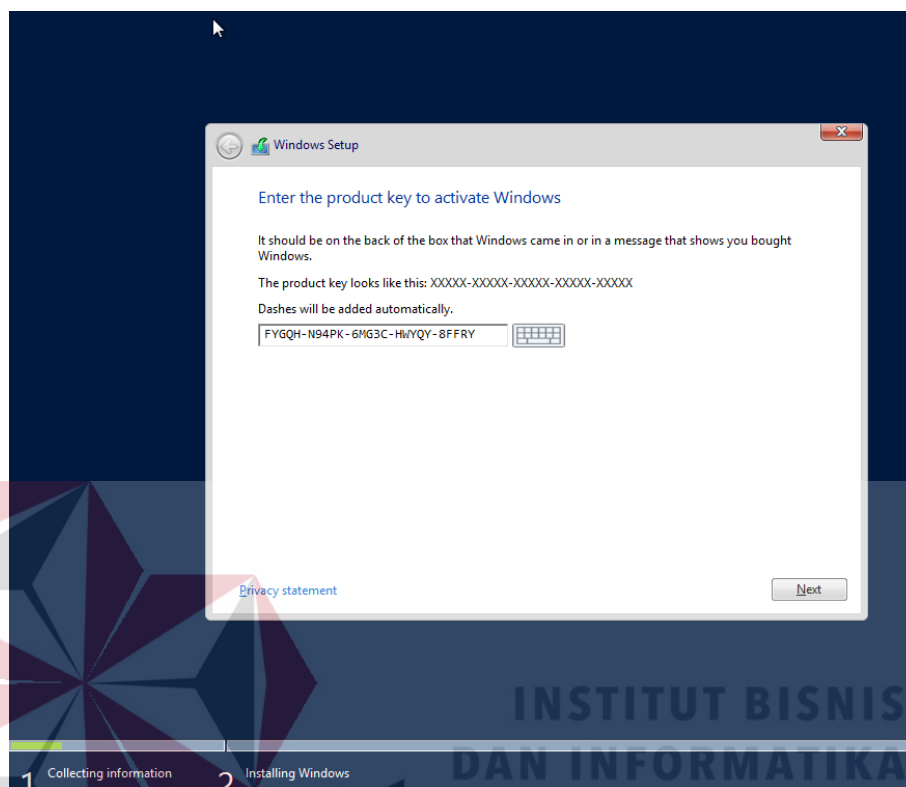 Windows Setup
Enter the product key to activate Windows
It should be on the back of the box that Windows came in or in a message that shows you bought
Windows.
The product key looks like this: XXXXX-XXXXX-XXXXX-XXXXX-XXXXX
Dashes will be added automatically.
FYGQH-N94PK-6MG3C-HWYQY-8FFRY
Privacy statement
Next
INSTITUT BISNIS
DAN INFORMATIKA
1 Collecting information
2 Installing Windows